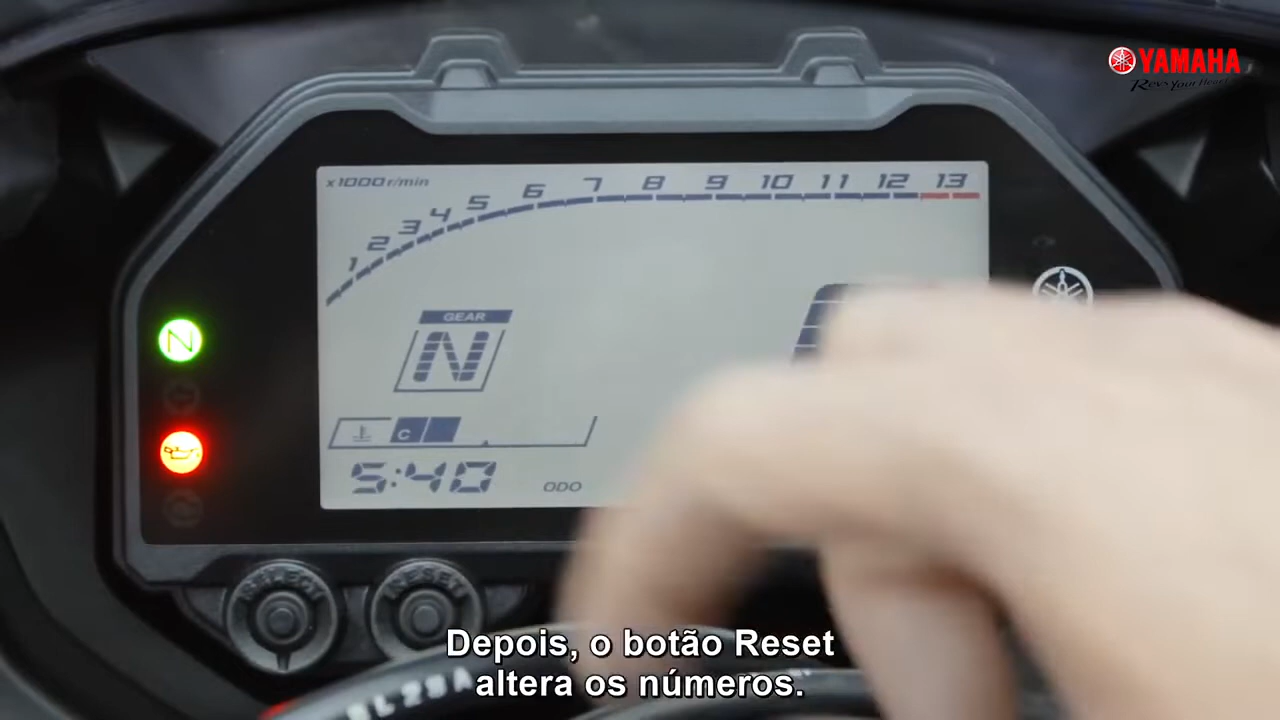 YAMAHA
Revs Your Heart
x1000 r/min
1 2 3 4 5 6 7 8 9 10 11 12 13
GEAR
N
N
C
5:40
ODO
SELECT
RESET
Depois, o botão Reset
altera os números.